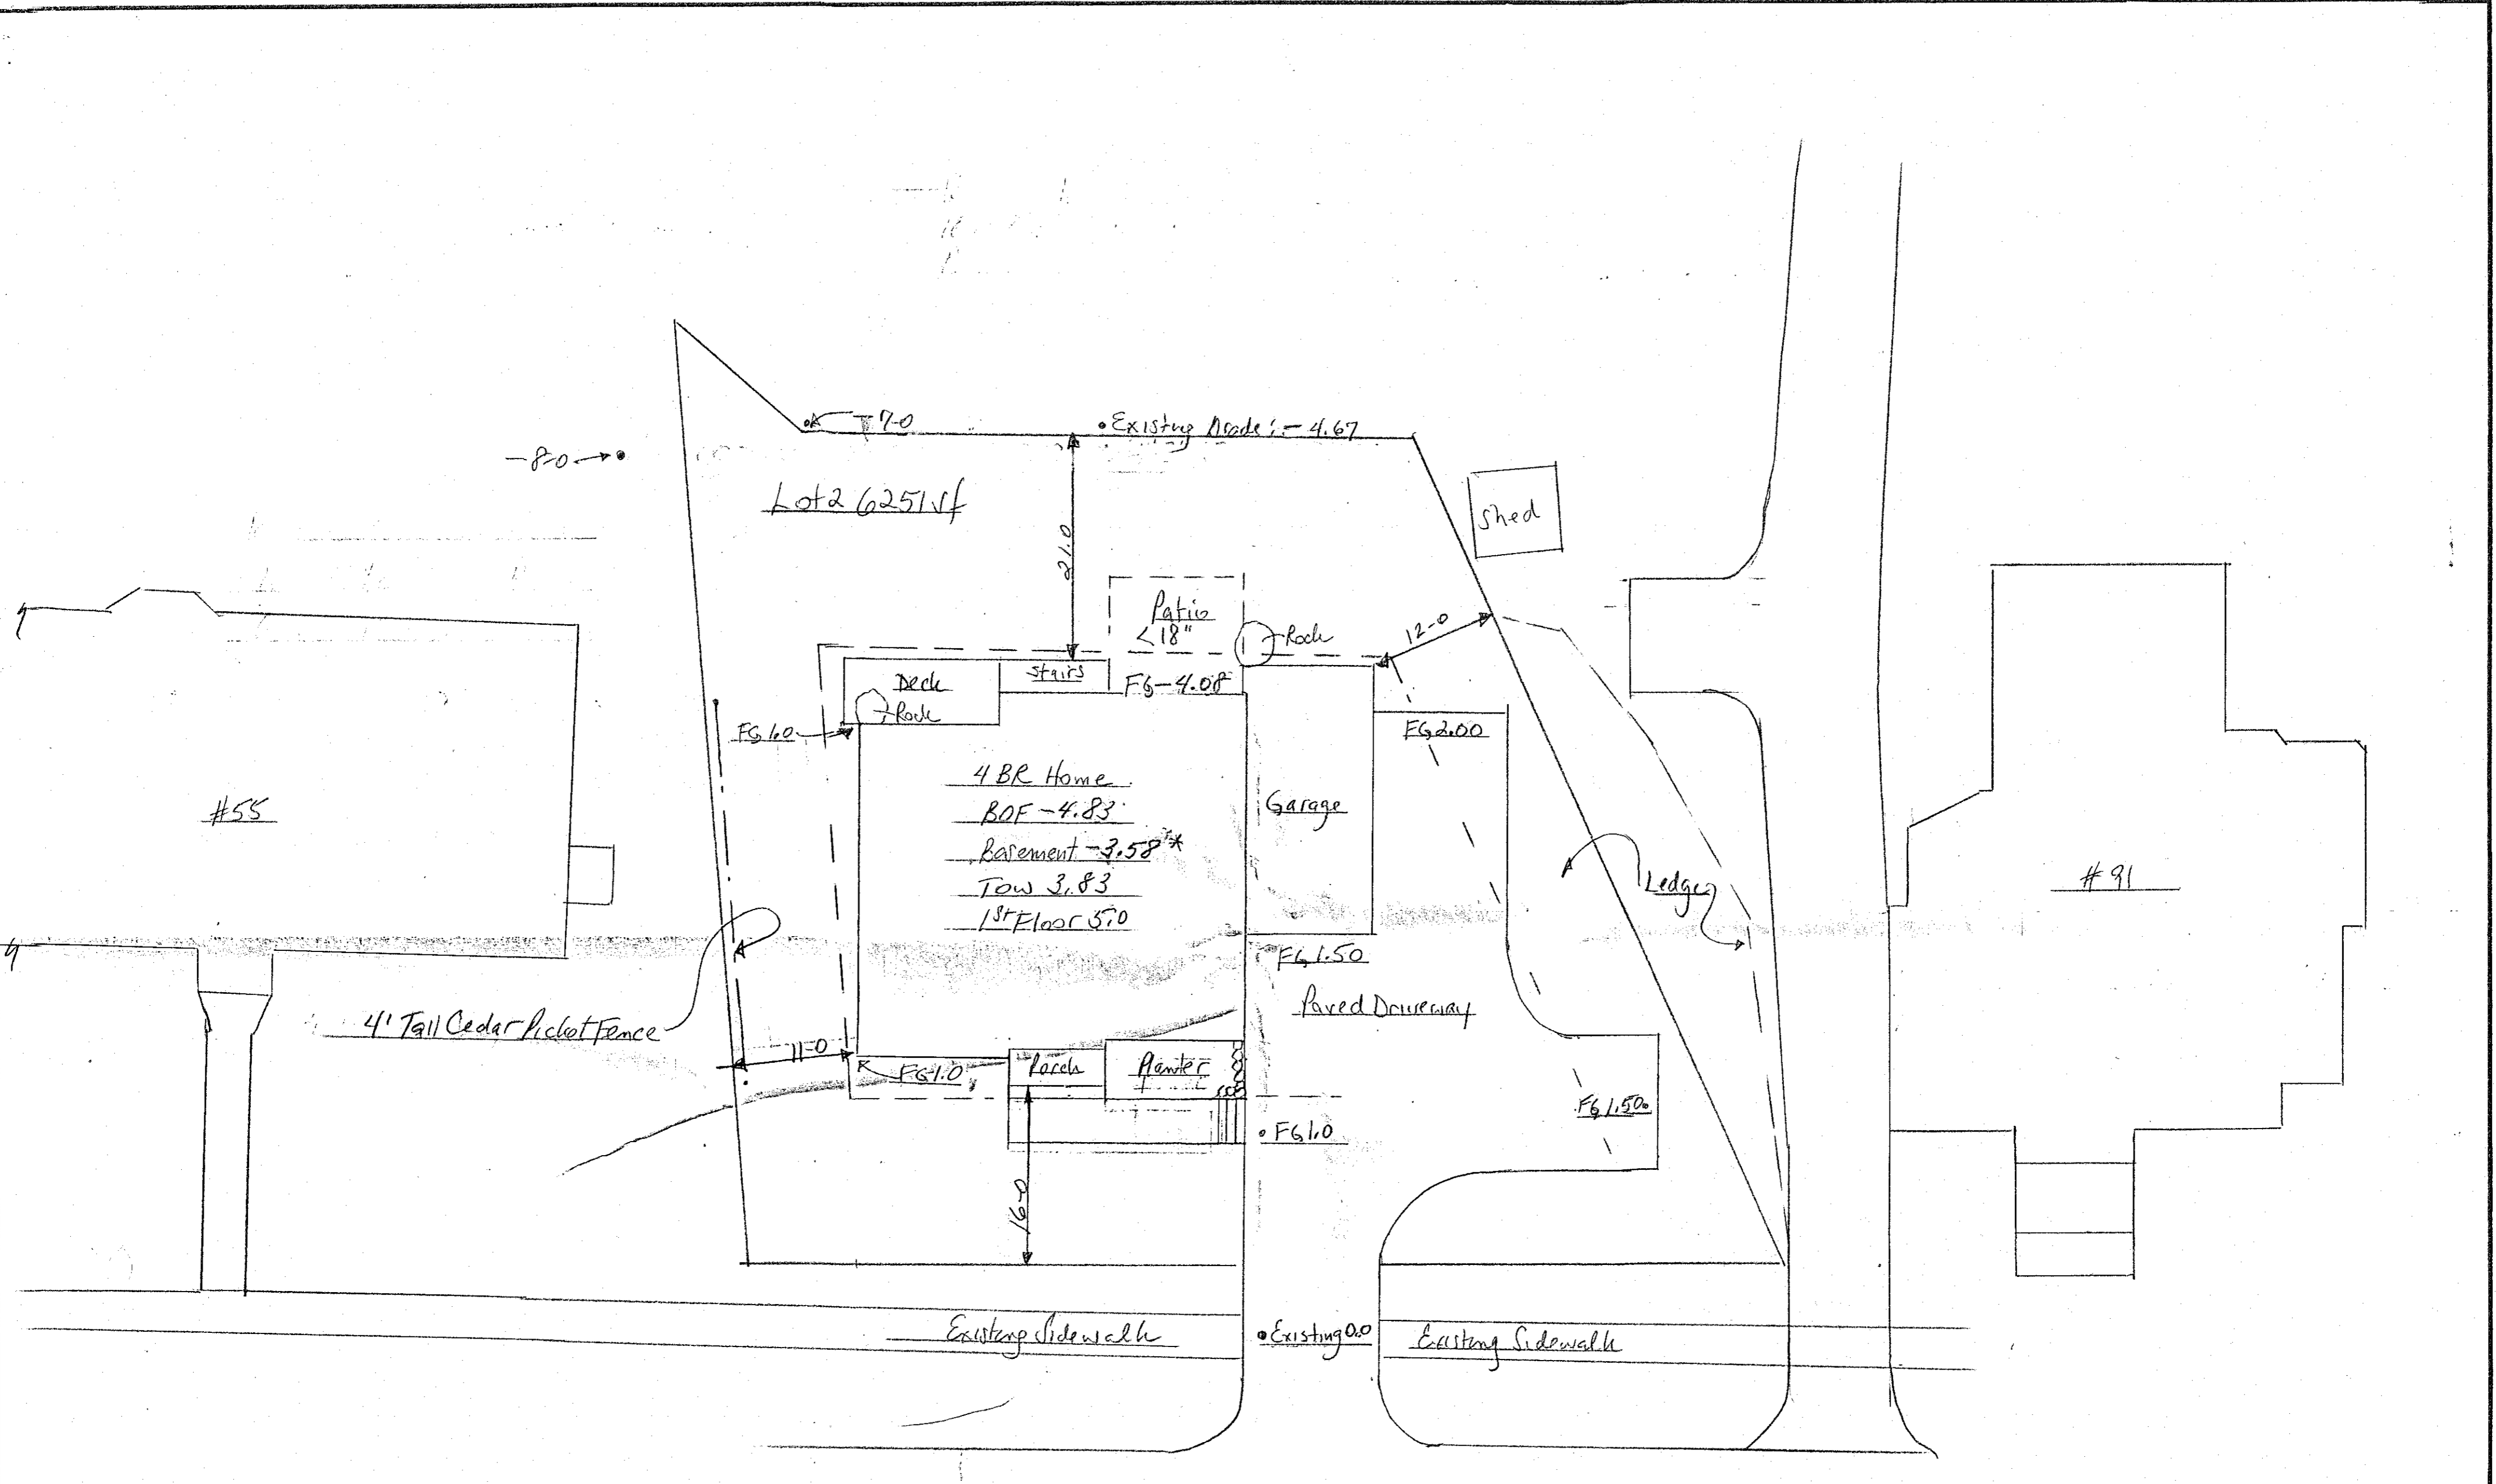 -7-0
Existing Grade: -4.67
-8-0
Lot 2 6251 sf
Shed
21.0
Patio
<18"
Rock
12-0
Deck
Stairs
FG-4.08
Rock
FG 1.0
FG 2.00
4 BR Home
BOF -4.83
Basement -3.58*
TOW 3.83
1st Floor 5.0
Garage
#55
#91
Ledge
FG 1.50
Paved Driveway
4' Tall Cedar Picket Fence
11-0
FG 1.0
Porch
Planter
FG 1.50
FG 1.0
16-0
Existing Sidewalk
Existing 0.0
Existing Sidewalk